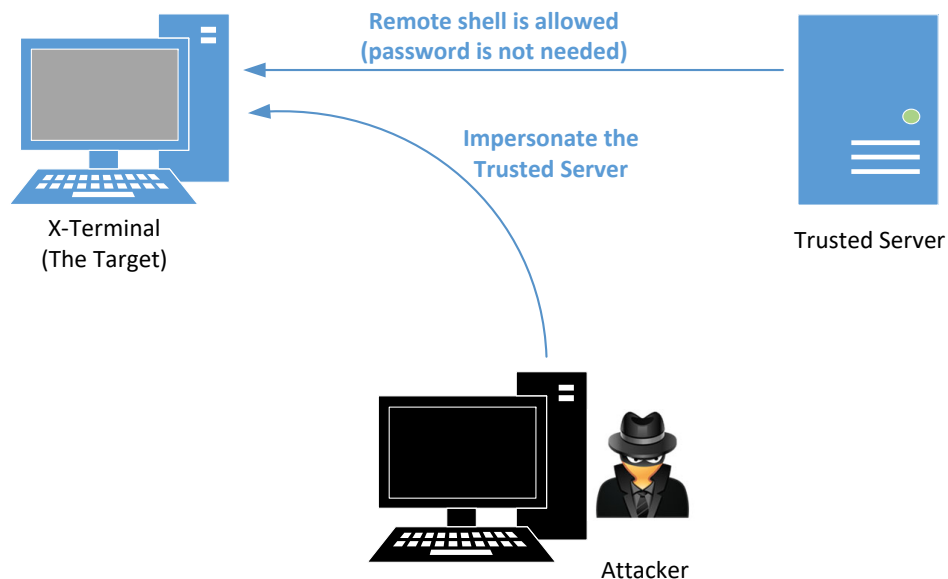 Remote shell is allowed
(password is not needed)
Impersonate the
Trusted Server
X-Terminal
(The Target)
Trusted Server
Attacker